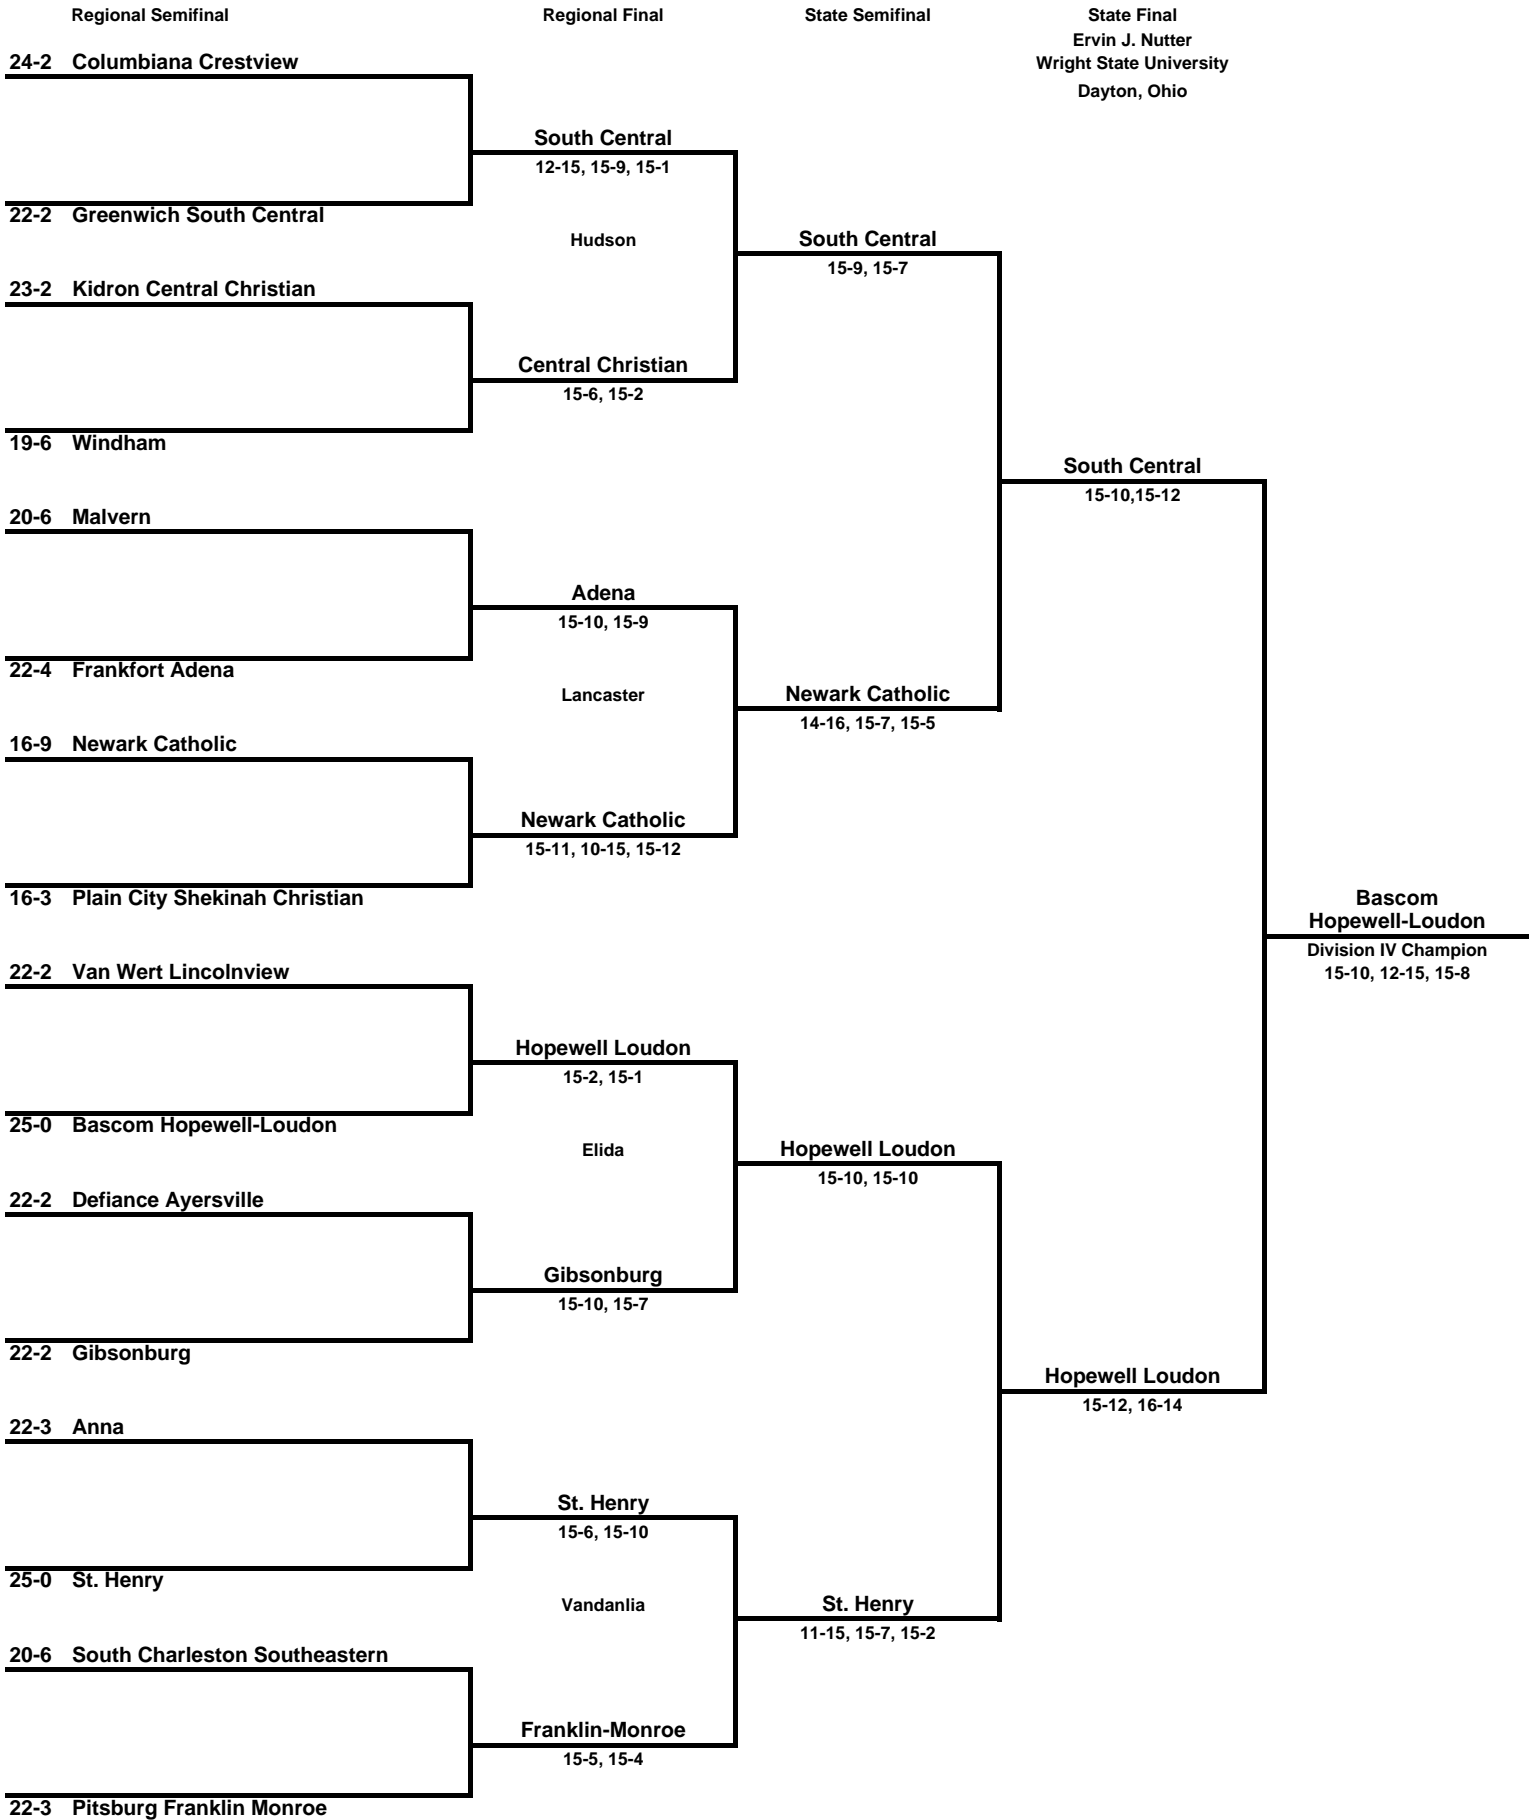 Regional Semifinal
Regional Final
State Semifinal
State Final
Ervin J. Nutter
Wright State University
Dayton, Ohio
24-2 Columbiana Crestview
South Central
12-15, 15-9, 15-1
22-2 Greenwich South Central
Hudson
South Central
15-9, 15-7
23-2 Kidron Central Christian
Central Christian
15-6, 15-2
19-6 Windham
South Central
15-10,15-12
20-6 Malvern
Adena
15-10, 15-9
22-4 Frankfort Adena
Lancaster
Newark Catholic
14-16, 15-7, 15-5
16-9 Newark Catholic
Newark Catholic
15-11, 10-15, 15-12
16-3 Plain City Shekinah Christian
Bascom
Hopewell-Loudon
Division IV Champion
15-10, 12-15, 15-8
22-2 Van Wert Lincolnview
Hopewell Loudon
15-2, 15-1
25-0 Bascom Hopewell-Loudon
Elida
Hopewell Loudon
15-10, 15-10
22-2 Defiance Ayersville
Gibsonburg
15-10, 15-7
22-2 Gibsonburg
Hopewell Loudon
15-12, 16-14
22-3 Anna
St. Henry
15-6, 15-10
25-0 St. Henry
Vandanlia
St. Henry
11-15, 15-7, 15-2
20-6 South Charleston Southeastern
Franklin-Monroe
15-5, 15-4
22-3 Pitsburg Franklin Monroe